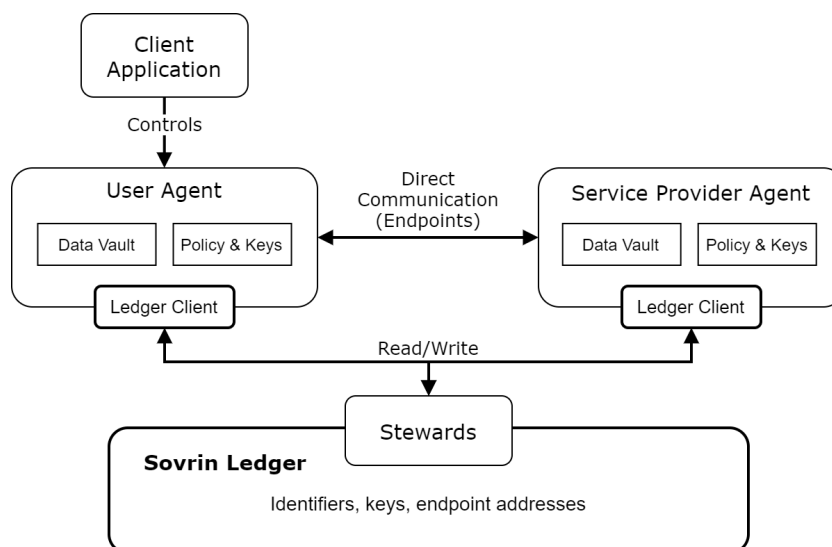 Client
Application
Controls
User Agent
Data Vault
Policy & Keys
Ledger Client
Direct
Communication
(Endpoints)
Service Provider Agent
Data Vault
Policy & Keys
Ledger Client
Read/Write
Stewards
Sovrin Ledger
Identifiers, keys, endpoint addresses